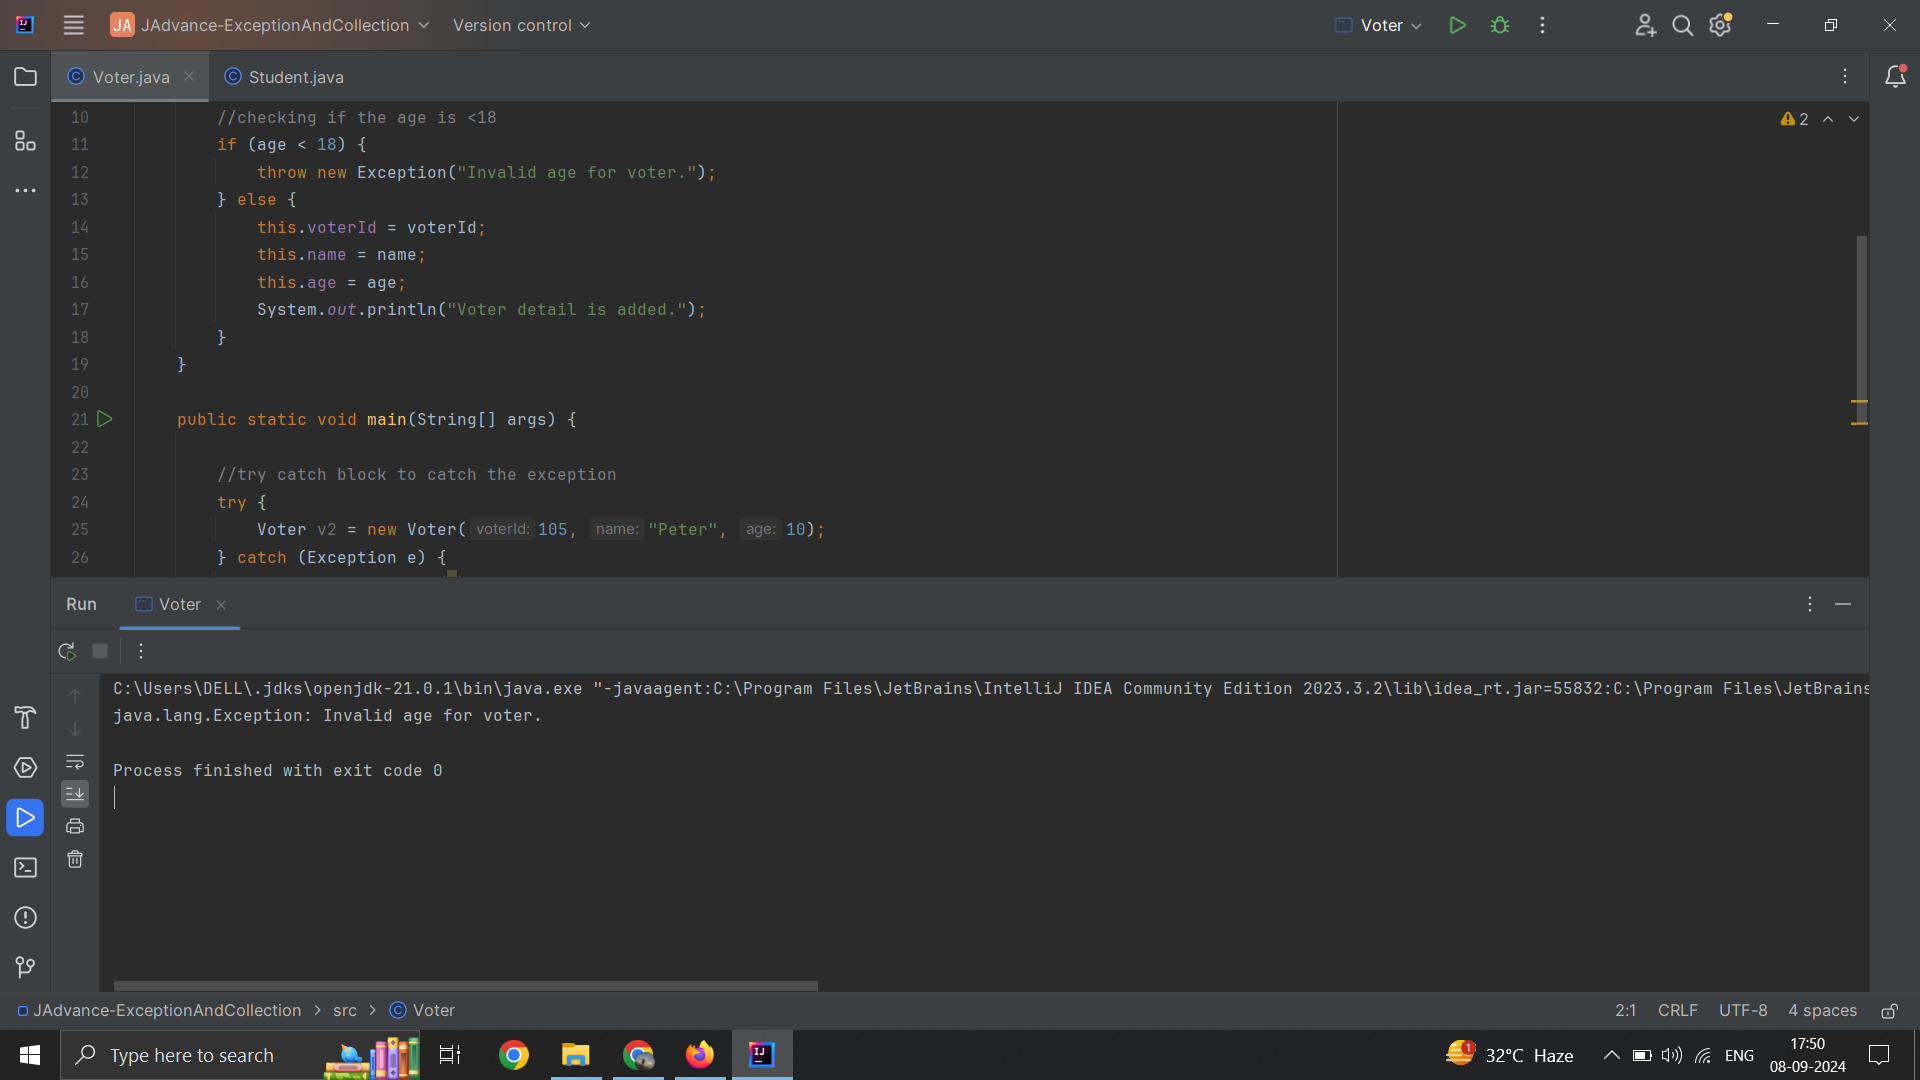 JA JAdvance-ExceptionAndCollection Version control Voter
Voter.java Student.java
10 //checking if the age is <18
11 if (age < 18) {
12 throw new Exception("Invalid age for voter.");
13 } else {
14 this.voterId = voterId;
15 this.name = name;
16 this.age = age;
17 System.out.println("Voter detail is added.");
18 }
19 }
20
21 public static void main(String[] args) {
22
23 //try catch block to catch the exception
24 try {
25 Voter v2 = new Voter( voterId: 105, name: "Peter", age: 10);
26 } catch (Exception e) {
2
Run Voter
C:\Users\DELL\.jdks\openjdk-21.0.1\bin\java.exe "-javaagent:C:\Program Files\JetBrains\IntelliJ IDEA Community Edition 2023.3.2\lib\idea_rt.jar=55832:C:\Program Files\JetBrains
java.lang.Exception: Invalid age for voter.
Process finished with exit code 0
JAdvance-ExceptionAndCollection > src > Voter 2:1 CRLF UTF-8 4 spaces
Type here to search 1 32°C Haze ENG 17:50
08-09-2024